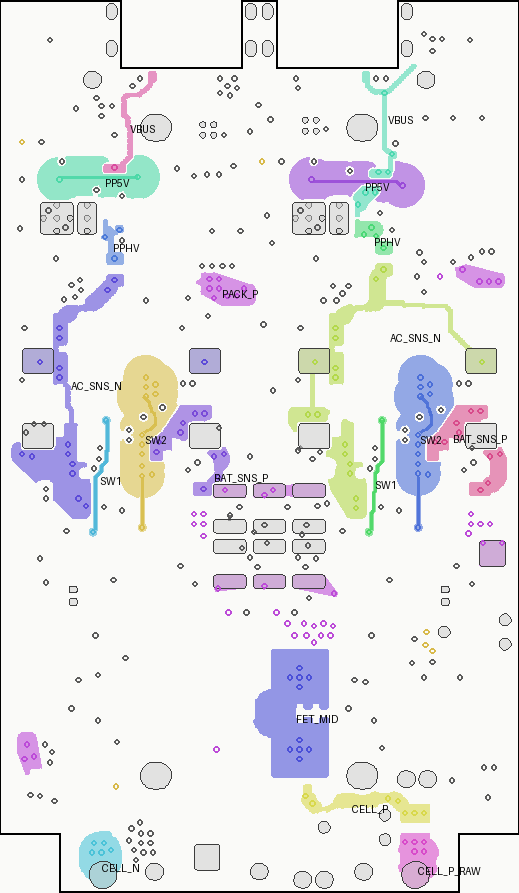 VBUS
VBUS
PP5V
PP5V
PPHV
PPHV
PACK_P
AC_SNS_N
AC_SNS_N
SW2
SW2
BAT_SNS_P
BAT_SNS_P
SW1
SW1
FET_MID
CELL_P
CELL_N
CELL_P_RAW